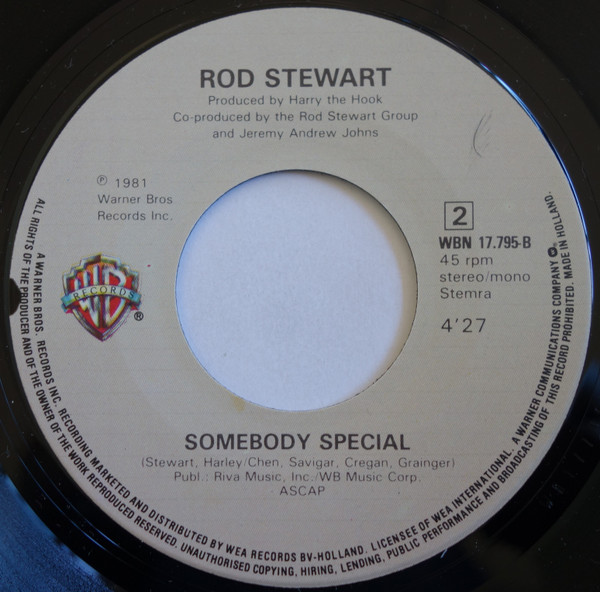 ROD STEWART
Produced by Harry the Hook
Co-produced by the Rod Stewart Group
and Jeremy Andrew Johns
℗ 1981
Warner Bros
Records Inc.
2
WBN 17.795-B
45 rpm
stereo/mono
Stemra
4'27
WB
RECORDS
®
SOMEBODY SPECIAL
(Stewart, Harley/Chen, Savigar, Cregan, Grainger)
Publ.: Riva Music, Inc./WB Music Corp.
ASCAP
A WARNER BROS. RECORDS INC. RECORDING MARKETED AND DISTRIBUTED BY WEA RECORDS BV-HOLLAND. LICENSEE OF WEA INTERNATIONAL. A WARNER COMMUNICATIONS COMPANY
ALL RIGHTS OF THE PRODUCER AND OF THE OWNER OF THE WORK REPRODUCED RESERVED. UNAUTHORISED COPYING, HIRING, LENDING, PUBLIC PERFORMANCE AND BROADCASTING OF THIS RECORD PROHIBITED. MADE IN HOLLAND.